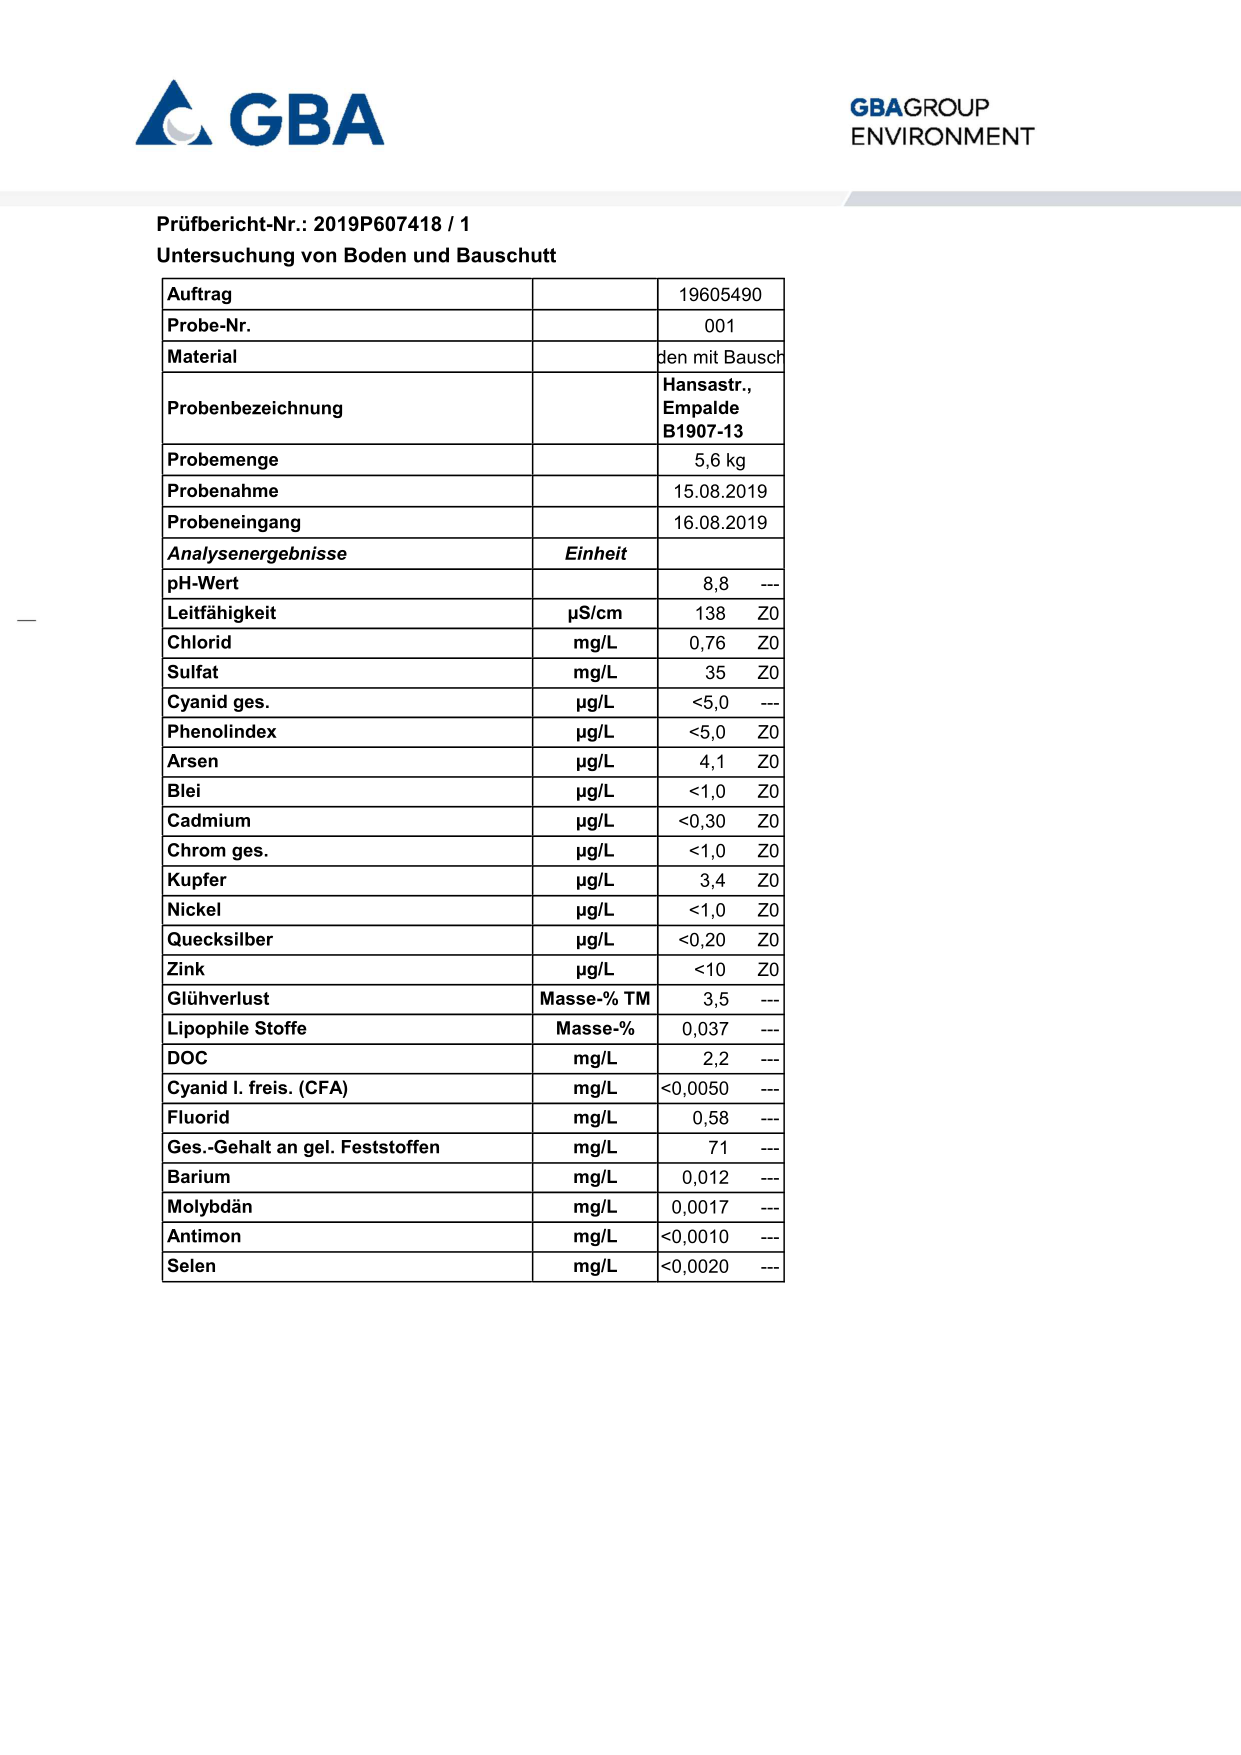 GBA
GBAGROUP
ENVIRONMENT
Prüfbericht-Nr.: 2019P607418 / 1
Untersuchung von Boden und Bauschutt
Auftrag 19605490
Probe-Nr. 001
Material den mit Bausch
Probenbezeichnung Hansastr.,
Empalde
B1907-13
Probemenge 5,6 kg
Probenahme 15.08.2019
Probeneingang 16.08.2019
Analysenergebnisse Einheit
pH-Wert 8,8 ---
Leitfähigkeit µS/cm 138 Z0
Chlorid mg/L 0,76 Z0
Sulfat mg/L 35 Z0
Cyanid ges. µg/L <5,0 ---
Phenolindex µg/L <5,0 Z0
Arsen µg/L 4,1 Z0
Blei µg/L <1,0 Z0
Cadmium µg/L <0,30 Z0
Chrom ges. µg/L <1,0 Z0
Kupfer µg/L 3,4 Z0
Nickel µg/L <1,0 Z0
Quecksilber µg/L <0,20 Z0
Zink µg/L <10 Z0
Glühverlust Masse-% TM 3,5 ---
Lipophile Stoffe Masse-% 0,037 ---
DOC mg/L 2,2 ---
Cyanid l. freis. (CFA) mg/L <0,0050 ---
Fluorid mg/L 0,58 ---
Ges.-Gehalt an gel. Feststoffen mg/L 71 ---
Barium mg/L 0,012 ---
Molybdän mg/L 0,0017 ---
Antimon mg/L <0,0010 ---
Selen mg/L <0,0020 ---